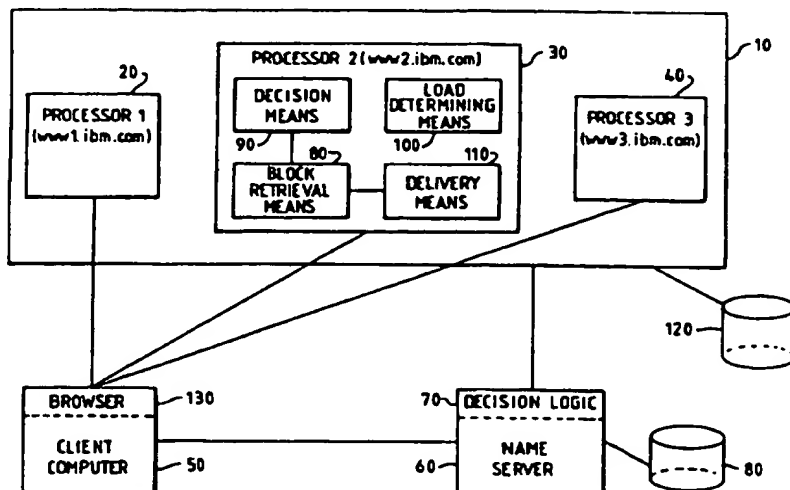 PROCESSOR 2 (www2.ibm.com)
30
10
20
40
PROCESSOR 1
(www1.ibm.com)
DECISION
MEANS
LOAD
DETERMINING
MEANS
PROCESSOR 3
(www3.ibm.com)
90
80
100
110
BLOCK
RETRIEVAL
MEANS
DELIVERY
MEANS
120
BROWSER
130
70
DECISION LOGIC
CLIENT
COMPUTER
50
60
NAME
SERVER
80